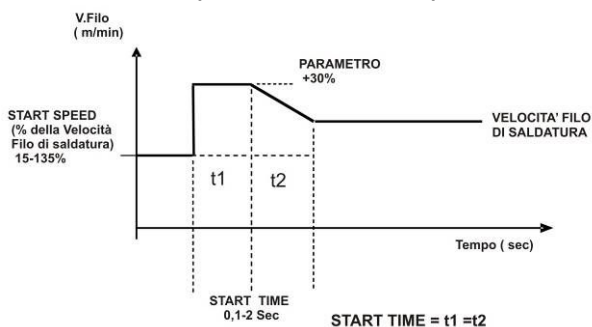 V.Filo
( m/min)
PARAMETRO
+30%
START SPEED
(% della Velocità
Filo di saldatura)
15-135%
VELOCITA' FILO
DI SALDATURA
t1
t2
Tempo ( sec)
START TIME
0,1-2 Sec
START TIME = t1 =t2